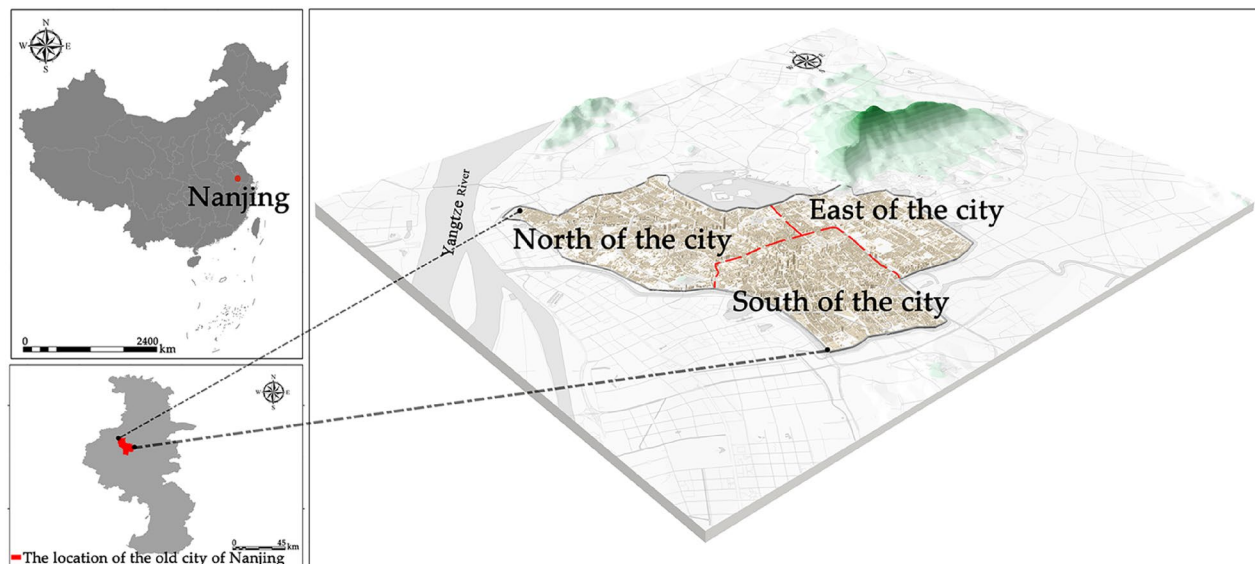 N
W E
S
Nanjing
0 2400
km
N
W E
S
0 45
km
The location of the old city of Nanjing
Yangtze River
North of the city
East of the city
South of the city